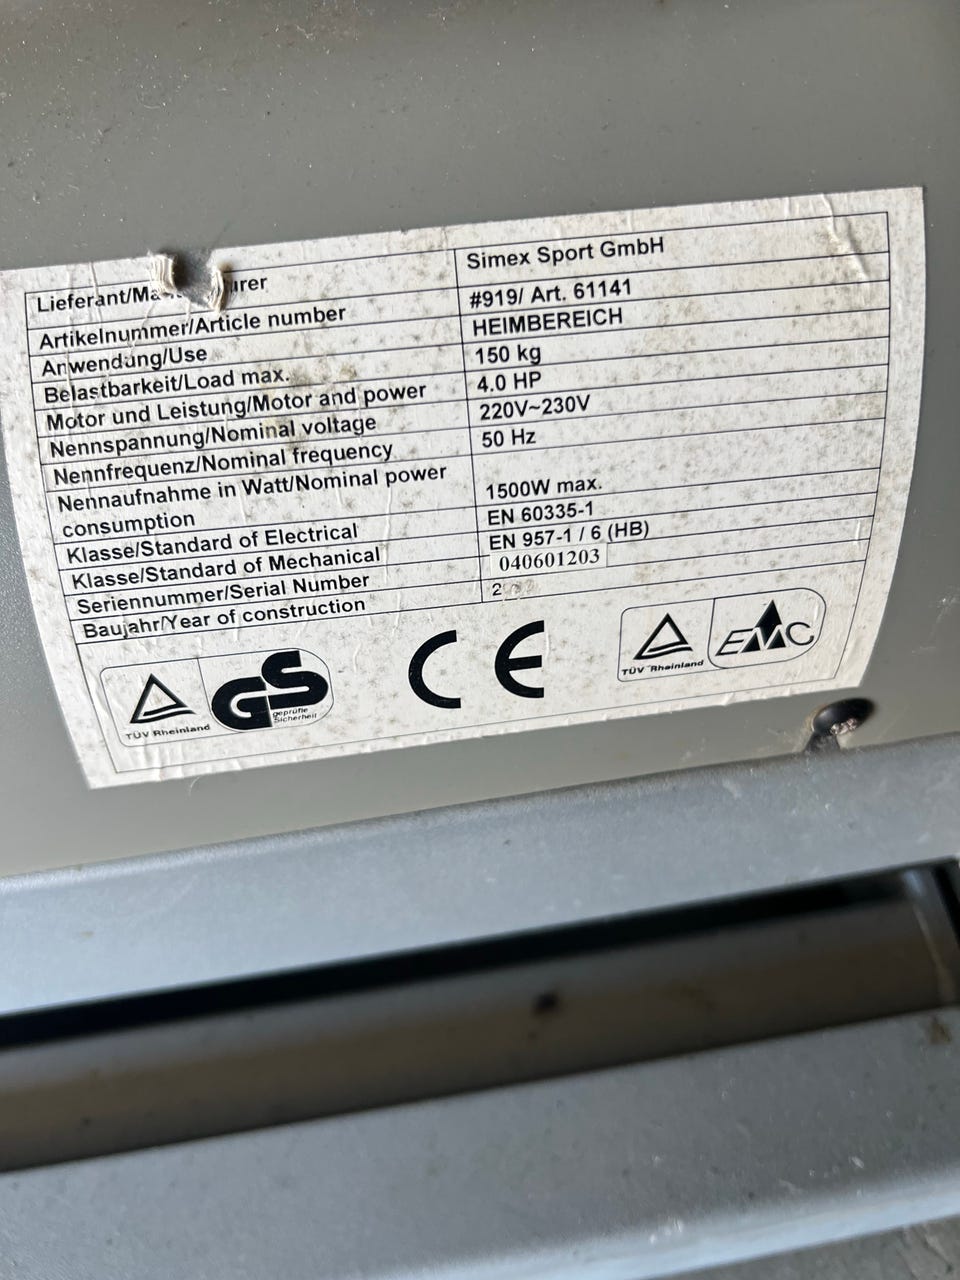 Lieferant/Ma urer Simex Sport GmbH
Artikelnummer/Article number #919/ Art. 61141
Anwendung/Use HEIMBEREICH
Belastbarkeit/Load max. 150 kg
Motor und Leistung/Motor and power 4.0 HP
Nennspannung/Nominal voltage 220V~230V
Nennfrequenz/Nominal frequency 50 Hz
Nennaufnahme in Watt/Nominal power
consumption 1500W max.
Klasse/Standard of Electrical EN 60335-1
Klasse/Standard of Mechanical EN 957-1 / 6 (HB)
Seriennummer/Serial Number 040601203
Baujahr/Year of construction
TÜV Rheinland
GS
geprüfte
Sicherheit
CE
TÜV Rheinland
EMC